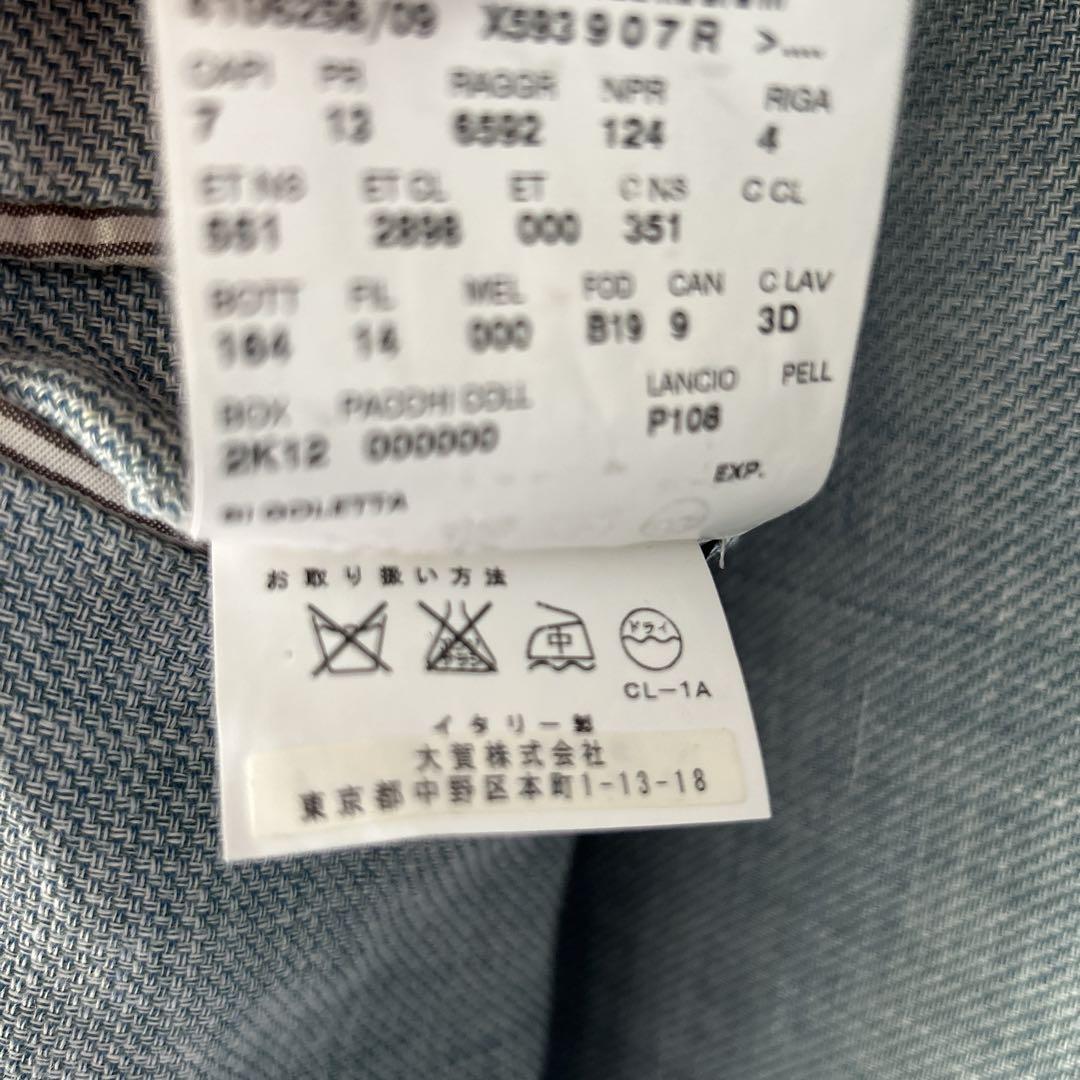 X593907R >....
CAPI PR RAGGR NPR RIGA
7 13 6592 124 4
ET NS ET CL ET C NS C CL
551 2898 000 351
BOTT FIL MEL FOD CAN C LAV
164 14 000 B19 9 3D
BOX PACCHI COLL LANCIO PELL
2K12 000000 P106
EXP.
お取り扱い方法
中 ドライ
CL-1A
イタリー製
大賀株式会社
東京都中野区本町1-13-18